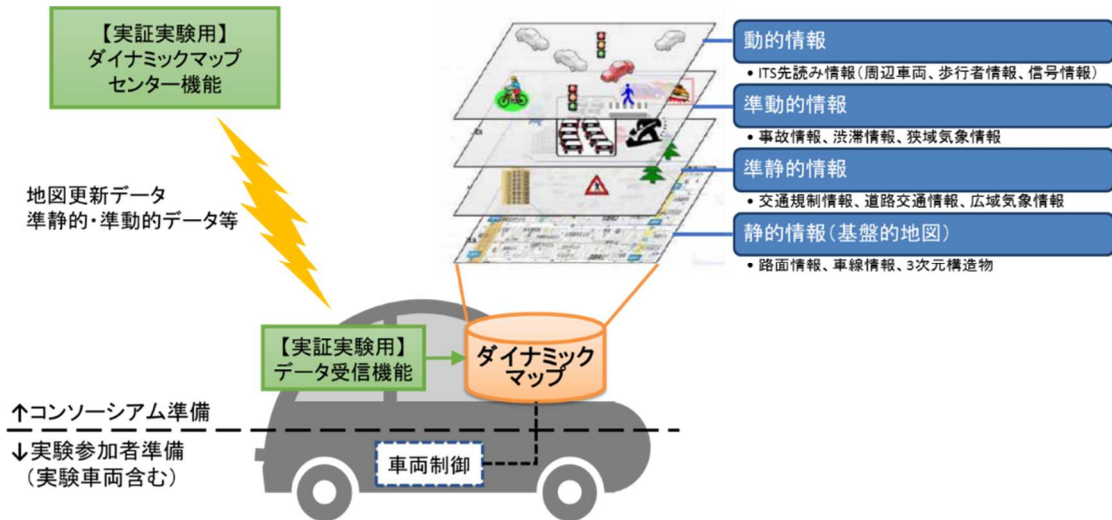 【実証実験用】
ダイナミックマップ
センター機能
地図更新データ
準静的・準動的データ等
動的情報
• ITS先読み情報(周辺車両、歩行者情報、信号情報)
準動的情報
• 事故情報、渋滞情報、狭域気象情報
準静的情報
• 交通規制情報、道路交通情報、広域気象情報
静的情報(基盤的地図)
• 路面情報、車線情報、3次元構造物
【実証実験用】
データ受信機能
ダイナミック
マップ
↑コンソーシアム準備
↓実験参加者準備
(実験車両含む)
車両制御